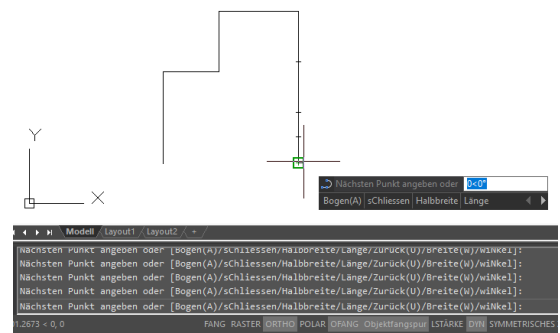 Y
X
Nächsten Punkt angeben oder 0<0°
Bogen(A) sChliessen Halbbreite Länge
Modell Layout1 Layout2 +
Nächsten Punkt angeben oder [Bogen(A)/sChliessen/Halbbreite/Länge/Zurück(U)/Breite(W)/wiNkel]:
Nächsten Punkt angeben oder [Bogen(A)/sChliessen/Halbbreite/Länge/Zurück(U)/Breite(W)/wiNkel]:
Nächsten Punkt angeben oder [Bogen(A)/sChliessen/Halbbreite/Länge/Zurück(U)/Breite(W)/wiNkel]:
Nächsten Punkt angeben oder [Bogen(A)/sChliessen/Halbbreite/Länge/Zurück(U)/Breite(W)/wiNkel]:
Nächsten Punkt angeben oder [Bogen(A)/sChliessen/Halbbreite/Länge/Zurück(U)/Breite(W)/wiNkel]:
01.2673 < 0, 0 FANG RASTER ORTHO POLAR OFANG Objektfangspur LSTÄRKE DYN SYMMETRISCHES